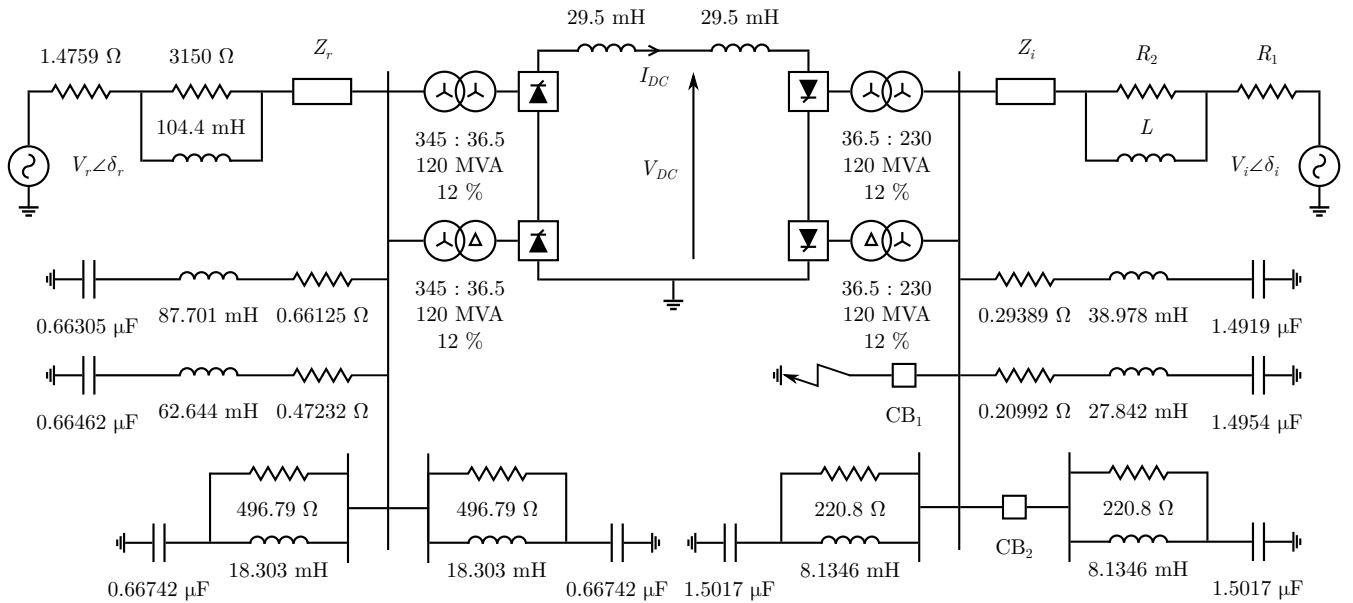 29.5 mH 29.5 mH
1.4759 Ω 3150 Ω Z_r Z_i R_2 R_1
I_DC
104.4 mH L
345 : 36.5 36.5 : 230
120 MVA 120 MVA
12 % 12 %
V_r∠δ_r V_DC V_i∠δ_i
345 : 36.5 36.5 : 230
120 MVA 120 MVA
12 % 12 %
0.66305 µF 87.701 mH 0.66125 Ω 0.29389 Ω 38.978 mH 1.4919 µF
0.66462 µF 62.644 mH 0.47232 Ω CB_1 0.20992 Ω 27.842 mH 1.4954 µF
496.79 Ω 496.79 Ω 220.8 Ω 220.8 Ω
CB_2
18.303 mH 18.303 mH 8.1346 mH 8.1346 mH
0.66742 µF 0.66742 µF 1.5017 µF 1.5017 µF